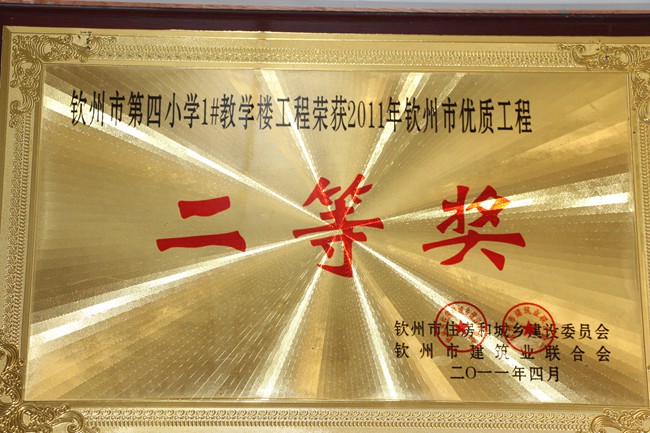 钦州市第四小学1#教学楼工程荣获2011年钦州市优质工程
二等奖
钦州市住房和城乡建设委员会
钦州市建筑业联合会
二〇一一年四月